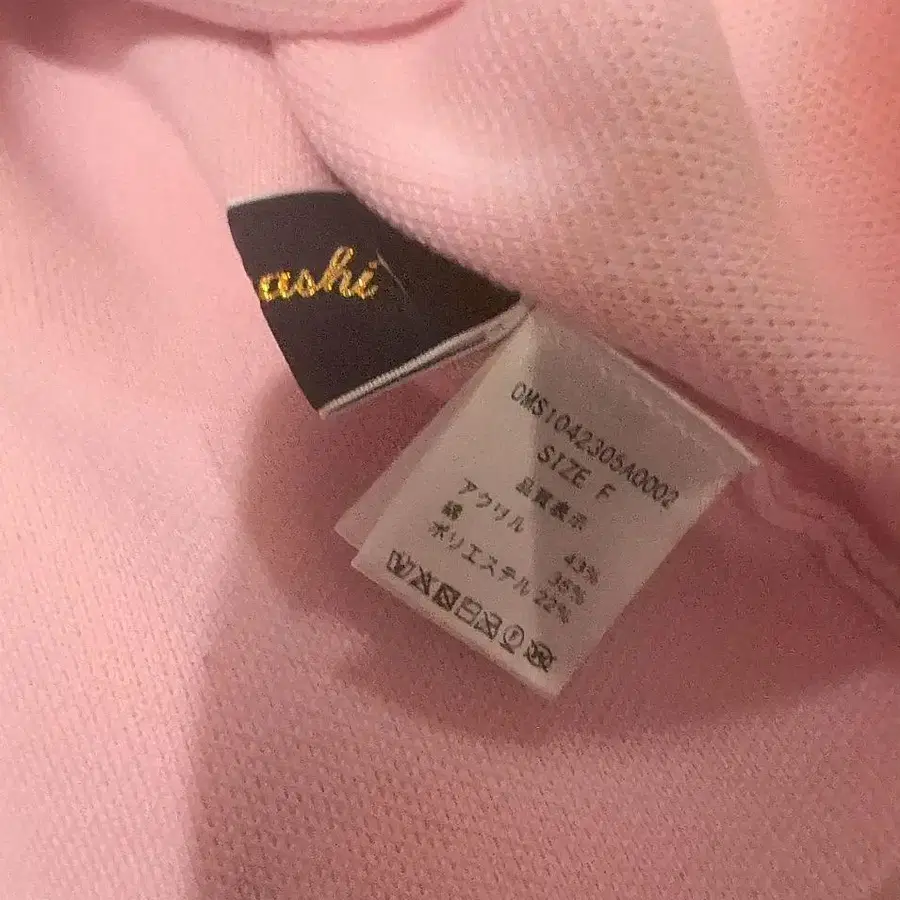 ashi
OMS1042305A0002
SIZE F
品質表示
アクリル 43%
綿 35%
ポリエステル 22%